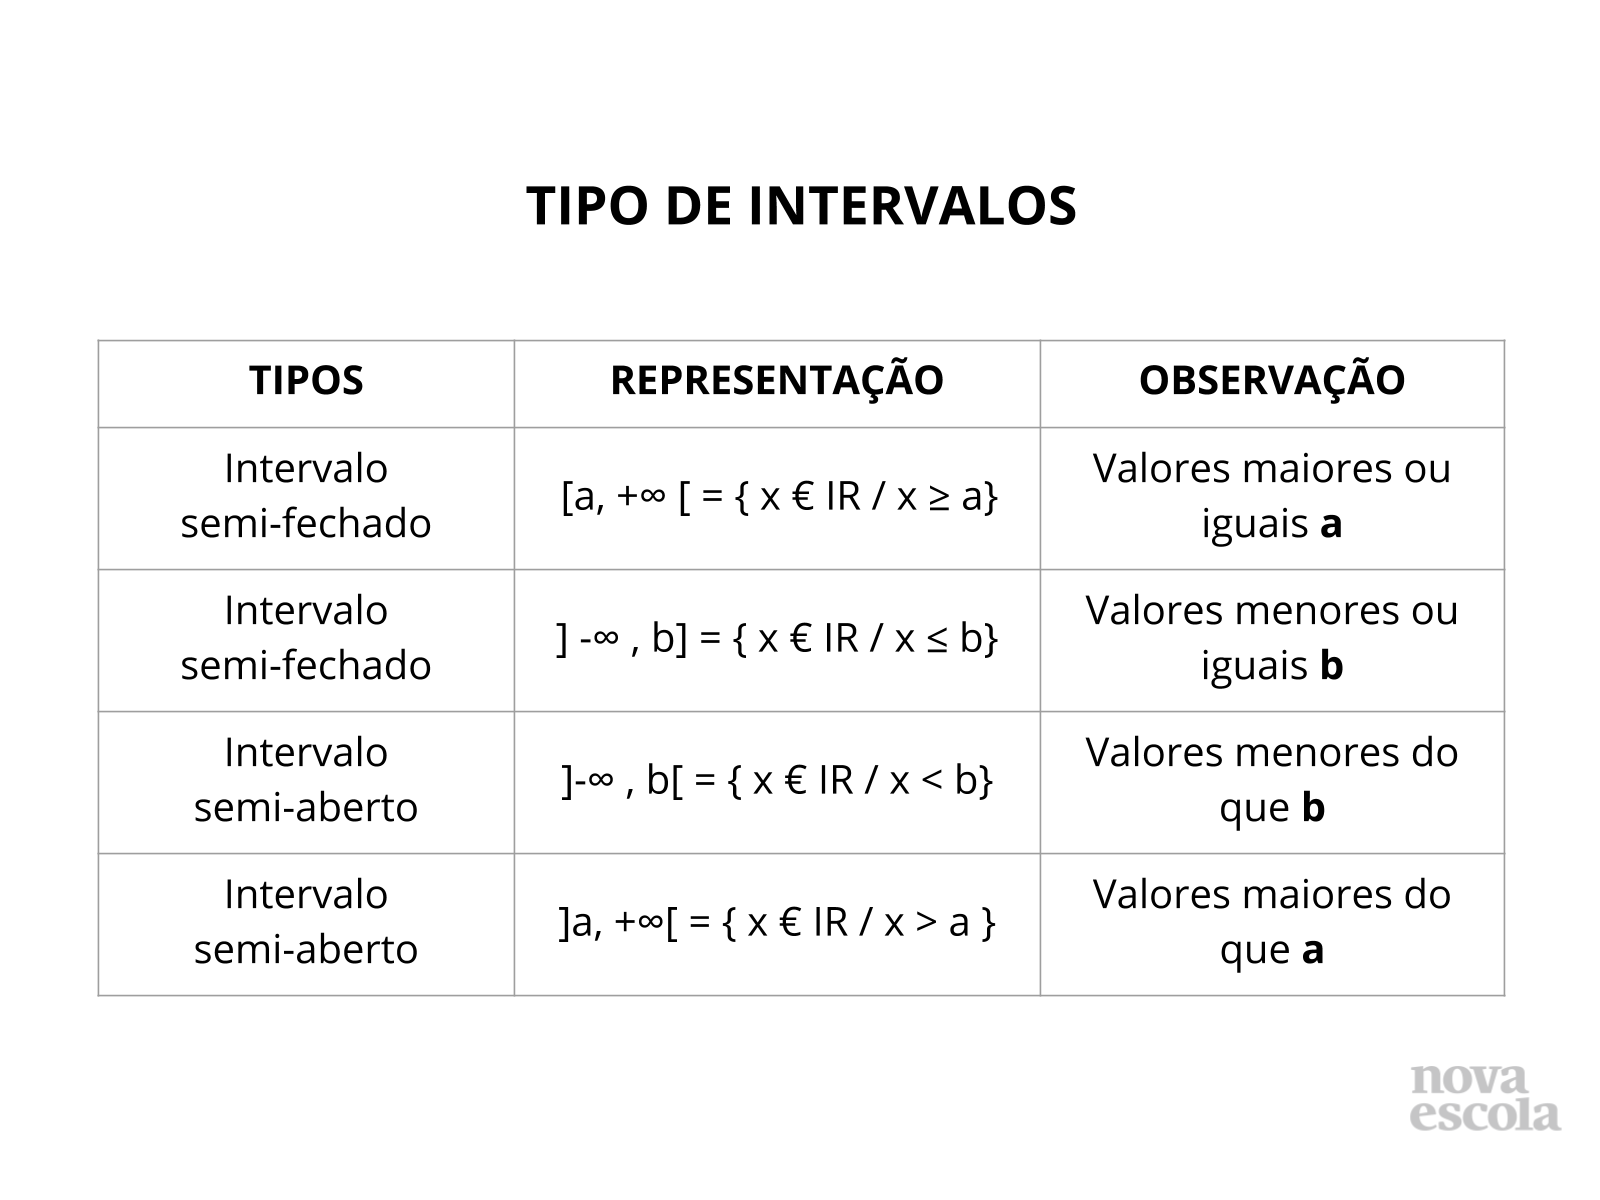 TIPO DE INTERVALOS
TIPOS
REPRESENTAÇÃO
OBSERVAÇÃO
Intervalo
semi-fechado
[a, +∞ [ = { x € IR / x ≥ a}
Valores maiores ou
iguais a
Intervalo
semi-fechado
] -∞ , b] = { x € IR / x ≤ b}
Valores menores ou
iguais b
Intervalo
semi-aberto
]-∞ , b[ = { x € IR / x < b}
Valores menores do
que b
Intervalo
semi-aberto
]a, +∞[ = { x € IR / x > a }
Valores maiores do
que a
nova
escola